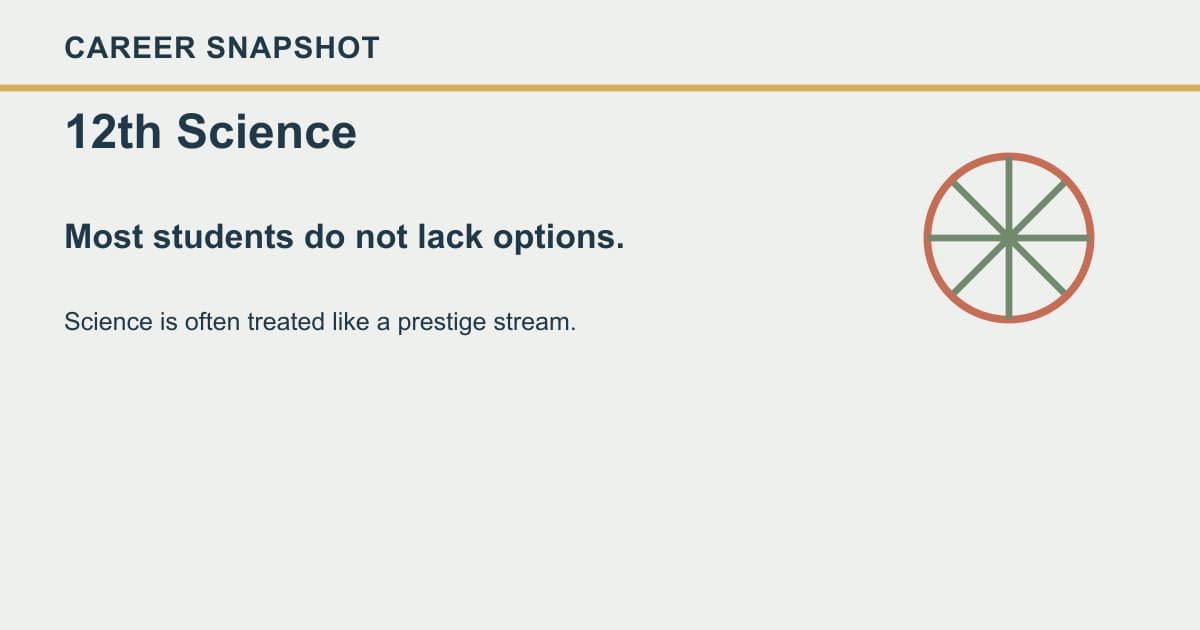 CAREER SNAPSHOT
12th Science
Most students do not lack options.
Science is often treated like a prestige stream.